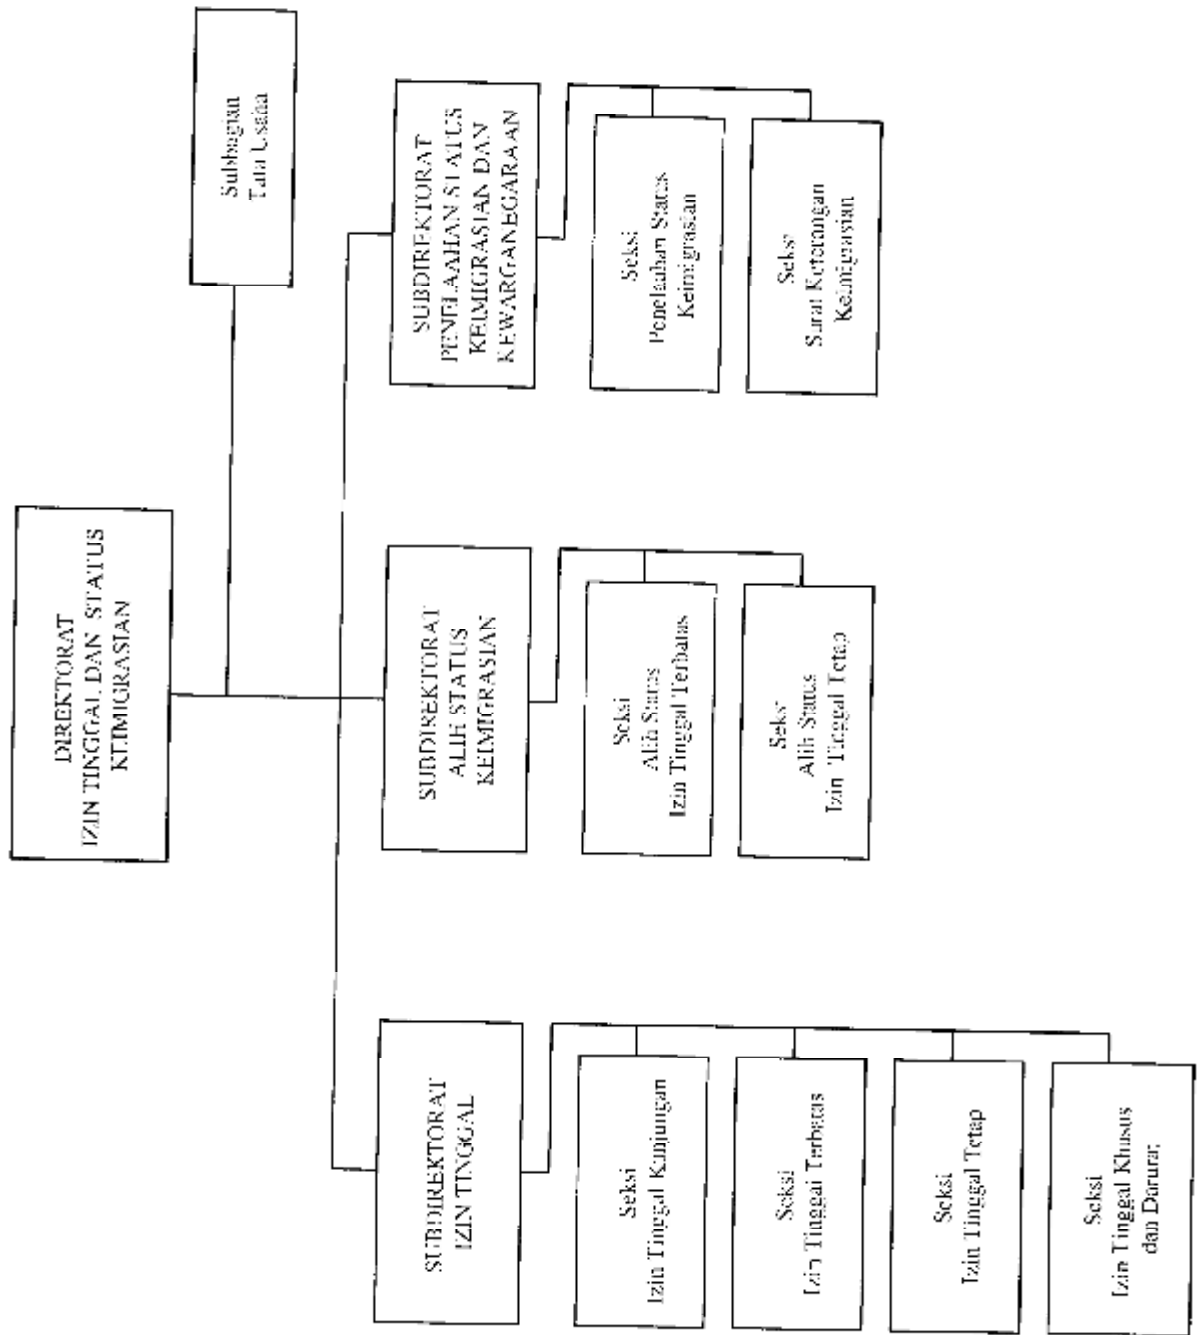 DIREKTORAT
IZIN TINGGAL DAN STATUS
KEIMIGRASIAN
Subbagian
Tata Usaha
SUBDIREKTORAT
IZIN TINGGAL
SUBDIREKTORAT
ALIH STATUS
KEIMIGRASIAN
SUBDIREKTORAT
PENELAAHAN STATUS
KEIMIGRASIAN DAN
KEWARGANEGARAAN
Seksi
Izin Tinggal Kunjungan
Seksi
Izin Tinggal Terbatas
Seksi
Izin Tinggal Tetap
Seksi
Izin Tinggal Khusus
dan Darurat
Seksi
Alih Status
Izin Tinggal Terbatas
Seksi
Alih Status
Izin Tinggal Tetap
Seksi
Penelaahan Status
Keimigrasian
Seksi
Surat Keterangan
Keimigrasian